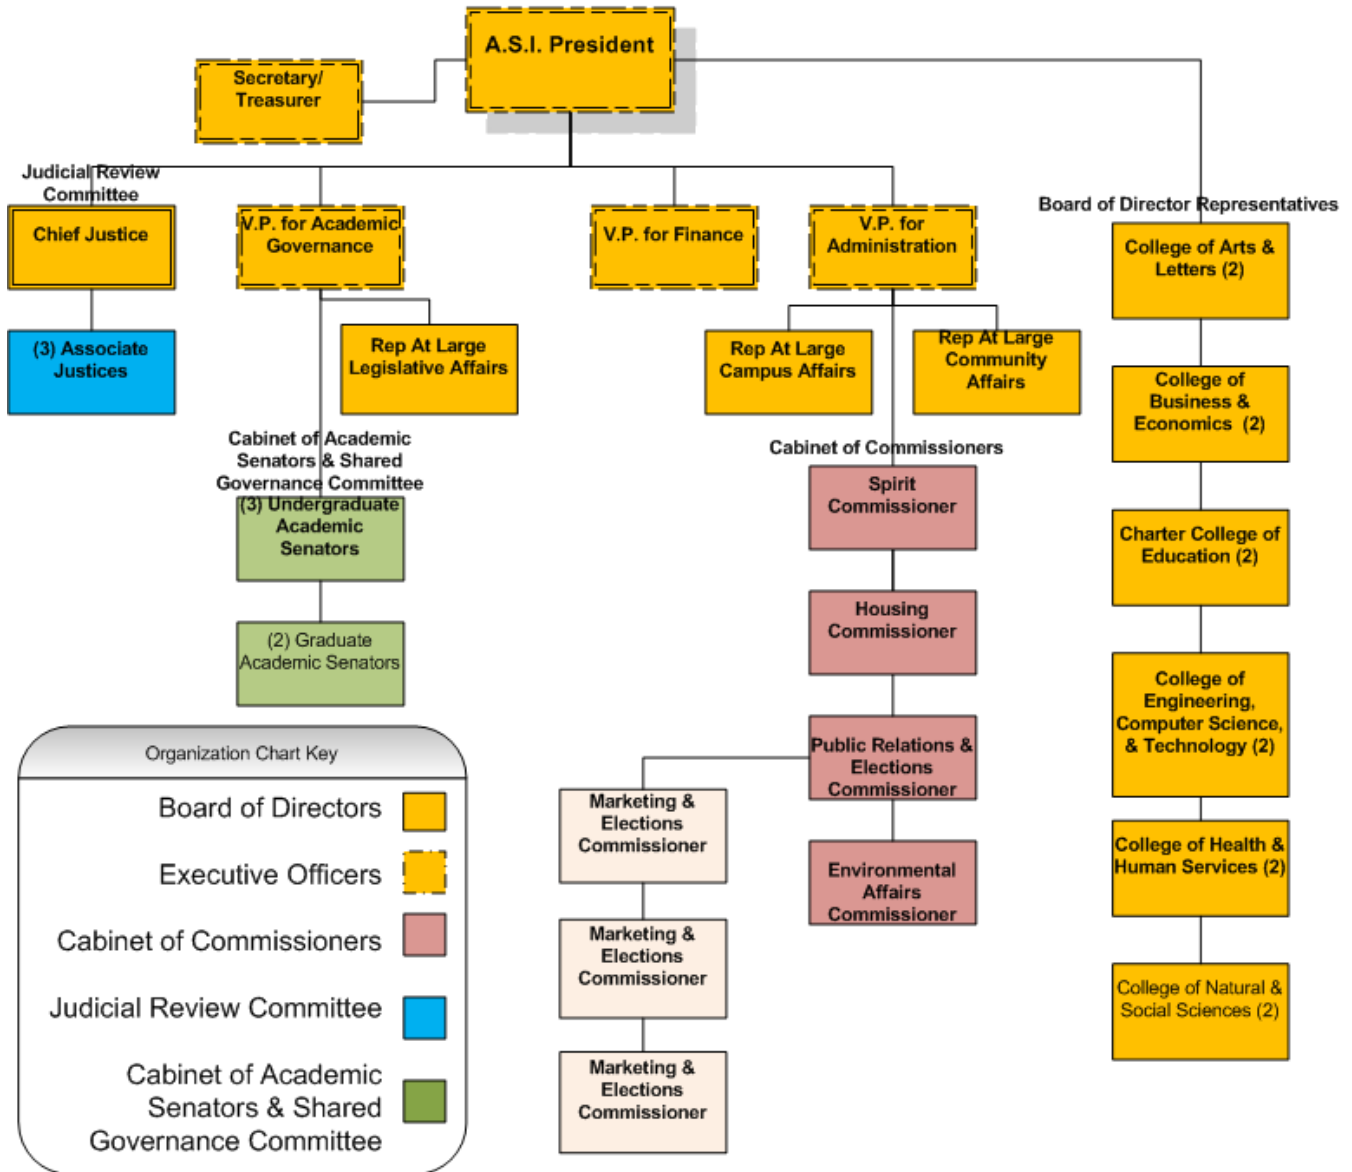 A.S.I. President
Secretary/
Treasurer
Judicial Review
Committee
Chief Justice
V.P. for Academic
Governance
V.P. for Finance
V.P. for
Administration
Board of Director Representatives
College of Arts &
Letters (2)
(3) Associate
Justices
Rep At Large
Legislative Affairs
Rep At Large
Campus Affairs
Rep At Large
Community
Affairs
College of
Business &
Economics  (2)
Cabinet of Academic
Senators & Shared
Governance Committee
(3) Undergraduate
Academic
Senators
Cabinet of Commissioners
Spirit
Commissioner
Charter College of
Education (2)
(2) Graduate
Academic Senators
Housing
Commissioner
College of
Engineering,
Computer Science,
& Technology (2)
Public Relations &
Elections
Commissioner
Marketing &
Elections
Commissioner
Environmental
Affairs
Commissioner
College of Health &
Human Services (2)
Marketing &
Elections
Commissioner
College of Natural &
Social Sciences (2)
Marketing &
Elections
Commissioner
Organization Chart Key
Board of Directors
Executive Officers
Cabinet of Commissioners
Judicial Review Committee
Cabinet of Academic
Senators & Shared
Governance Committee